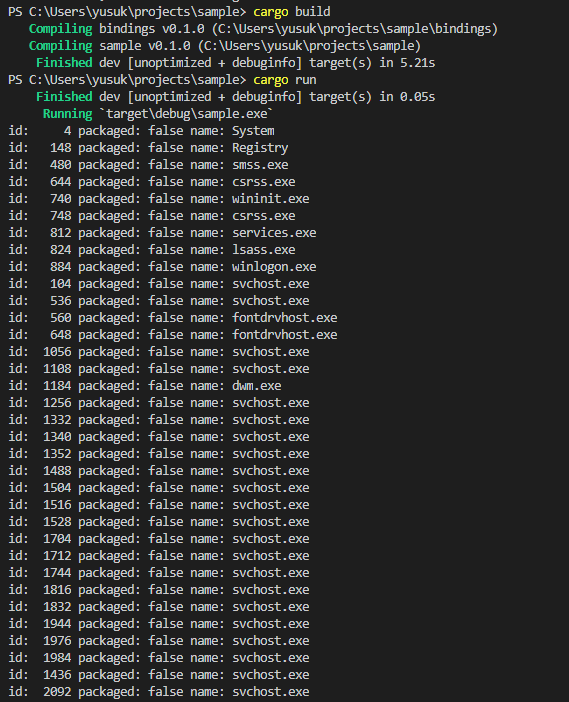 PS C:\Users\yusuk\projects\sample> cargo build
   Compiling bindings v0.1.0 (C:\Users\yusuk\projects\sample\bindings)
   Compiling sample v0.1.0 (C:\Users\yusuk\projects\sample)
    Finished dev [unoptimized + debuginfo] target(s) in 5.21s
PS C:\Users\yusuk\projects\sample> cargo run
    Finished dev [unoptimized + debuginfo] target(s) in 0.05s
     Running `target\debug\sample.exe`
id:     4 packaged: false name: System
id:   148 packaged: false name: Registry
id:   480 packaged: false name: smss.exe
id:   644 packaged: false name: csrss.exe
id:   740 packaged: false name: wininit.exe
id:   748 packaged: false name: csrss.exe
id:   812 packaged: false name: services.exe
id:   824 packaged: false name: lsass.exe
id:   884 packaged: false name: winlogon.exe
id:   104 packaged: false name: svchost.exe
id:   536 packaged: false name: svchost.exe
id:   560 packaged: false name: fontdrvhost.exe
id:   648 packaged: false name: fontdrvhost.exe
id:  1056 packaged: false name: svchost.exe
id:  1108 packaged: false name: svchost.exe
id:  1184 packaged: false name: dwm.exe
id:  1256 packaged: false name: svchost.exe
id:  1332 packaged: false name: svchost.exe
id:  1340 packaged: false name: svchost.exe
id:  1352 packaged: false name: svchost.exe
id:  1488 packaged: false name: svchost.exe
id:  1504 packaged: false name: svchost.exe
id:  1516 packaged: false name: svchost.exe
id:  1528 packaged: false name: svchost.exe
id:  1704 packaged: false name: svchost.exe
id:  1712 packaged: false name: svchost.exe
id:  1744 packaged: false name: svchost.exe
id:  1816 packaged: false name: svchost.exe
id:  1832 packaged: false name: svchost.exe
id:  1944 packaged: false name: svchost.exe
id:  1976 packaged: false name: svchost.exe
id:  1984 packaged: false name: svchost.exe
id:  1436 packaged: false name: svchost.exe
id:  2092 packaged: false name: svchost.exe